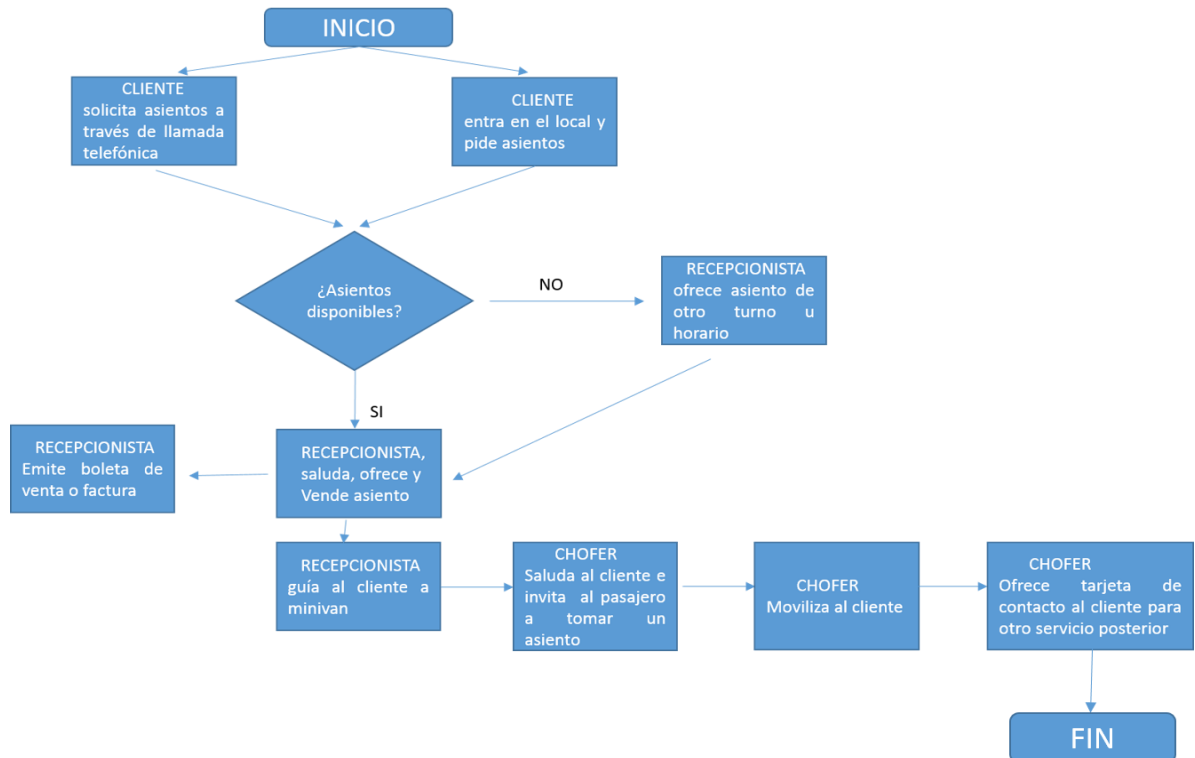 INICIO
CLIENTE
solicita asientos a
través de llamada
telefónica
CLIENTE
entra en el local y
pide asientos
¿Asientos
disponibles?
NO
RECEPCIONISTA
ofrece asiento de
otro turno u
horario
SI
RECEPCIONISTA
Emite boleta de
venta o factura
RECEPCIONISTA,
saluda, ofrece y
Vende asiento
RECEPCIONISTA
guía al cliente a
minivan
CHOFER
Saluda al cliente e
invita al pasajero
a tomar un
asiento
CHOFER
Moviliza al cliente
CHOFER
Ofrece tarjeta de
contacto al cliente para
otro servicio posterior
FIN